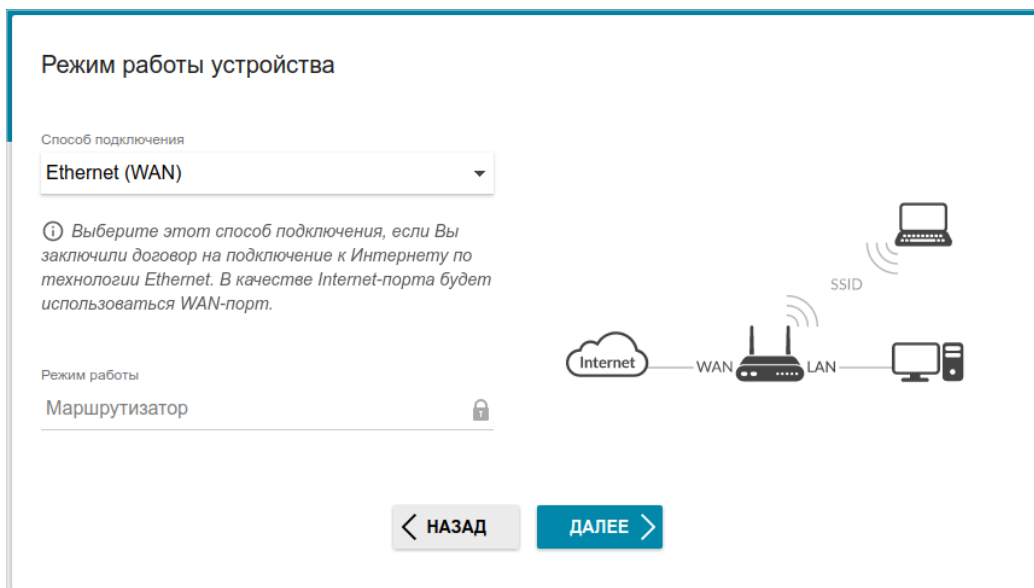 Режим работы устройства
Способ подключения
Ethernet (WAN)
Выберите этот способ подключения, если Вы
заключили договор на подключение к Интернету по
технологии Ethernet. В качестве Internet-порта будет
использоваться WAN-порт.
Режим работы
Маршрутизатор
SSID
Internet
WAN
LAN
НАЗАД
ДАЛЕЕ